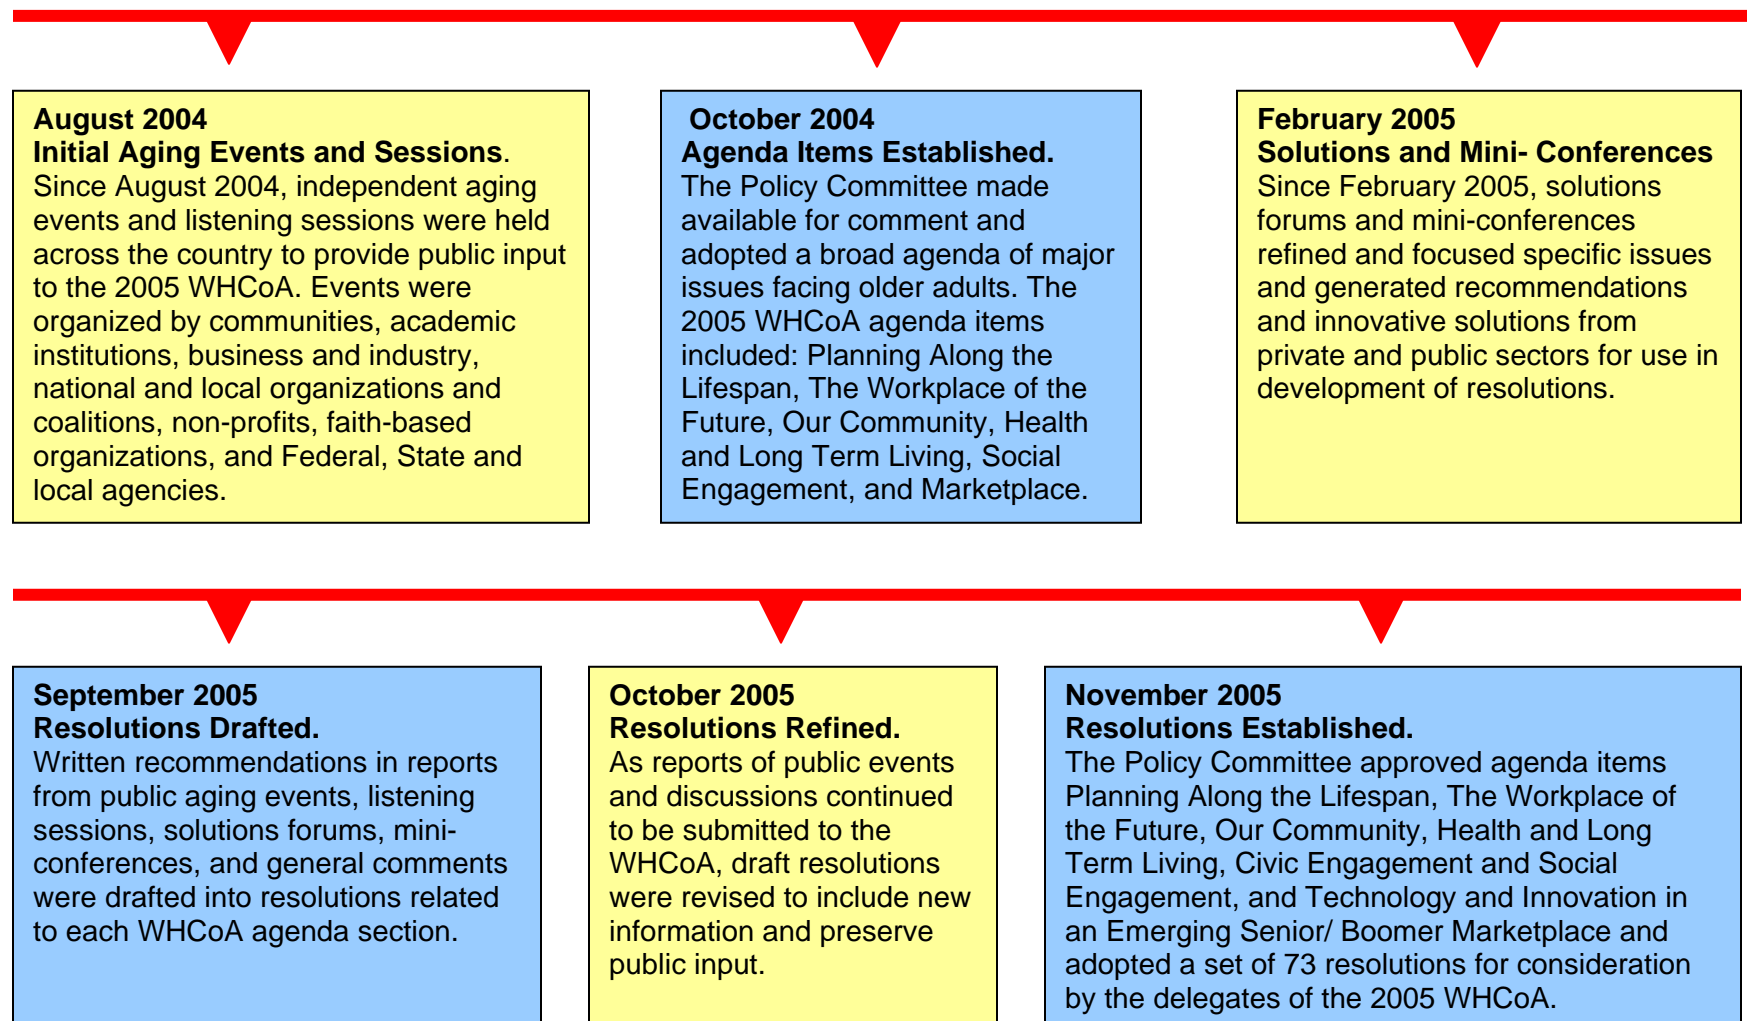 August 2004
Initial Aging Events and Sessions.
Since August 2004, independent aging
events and listening sessions were held
across the country to provide public input
to the 2005 WHCoA. Events were
organized by communities, academic
institutions, business and industry,
national and local organizations and
coalitions, non-profits, faith-based
organizations, and Federal, State and
local agencies.
October 2004
Agenda Items Established.
The Policy Committee made
available for comment and
adopted a broad agenda of major
issues facing older adults. The
2005 WHCoA agenda items
included: Planning Along the
Lifespan, The Workplace of the
Future, Our Community, Health
and Long Term Living, Social
Engagement, and Marketplace.
February 2005
Solutions and Mini- Conferences
Since February 2005, solutions
forums and mini-conferences
refined and focused specific issues
and generated recommendations
and innovative solutions from
private and public sectors for use in
development of resolutions.
September 2005
Resolutions Drafted.
Written recommendations in reports
from public aging events, listening
sessions, solutions forums, mini-
conferences, and general comments
were drafted into resolutions related
to each WHCoA agenda section.
October 2005
Resolutions Refined.
As reports of public events
and discussions continued
to be submitted to the
WHCoA, draft resolutions
were revised to include new
information and preserve
public input.
November 2005
Resolutions Established.
The Policy Committee approved agenda items
Planning Along the Lifespan, The Workplace of
the Future, Our Community, Health and Long
Term Living, Civic Engagement and Social
Engagement, and Technology and Innovation in
an Emerging Senior/ Boomer Marketplace and
adopted a set of 73 resolutions for consideration
by the delegates of the 2005 WHCoA.